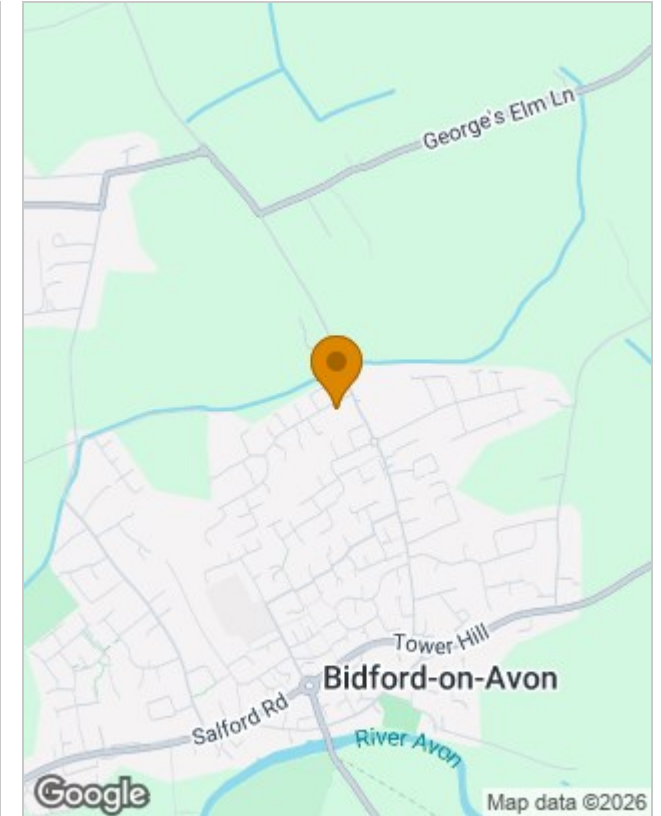 George's Elm Ln
Tower Hill
Bidford-on-Avon
Salford Rd
River Avon
Google
Map data ©2026